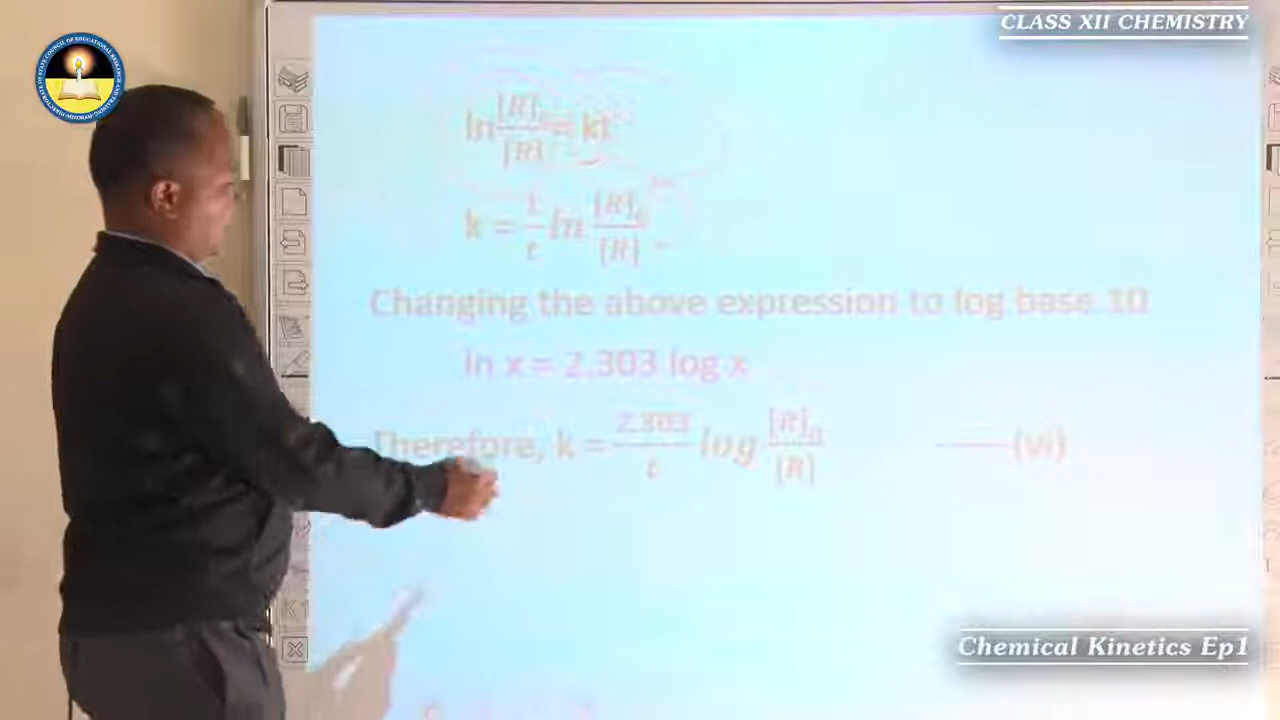 CLASS XII CHEMISTRY
ln [R]₀/[R] = kt
k = 1/t ln [R]₀/[R]
Changing the above expression to log base 10
ln x = 2.303 log x
Therefore, k = 2.303/t log [R]₀/[R] ——(vi)
Chemical Kinetics Ep1